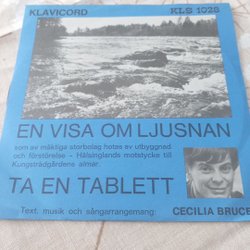 KLAVICORD KLS 1028
EN VISA OM LJUSNAN
som av mäktiga storbolag hotas av utbyggnad
och förstörelse - Hälsinglands motstycke till
Kungsträdgårdens almar.
TA EN TABLETT
Text, musik och sångarrangemang: CECILIA BRUCE